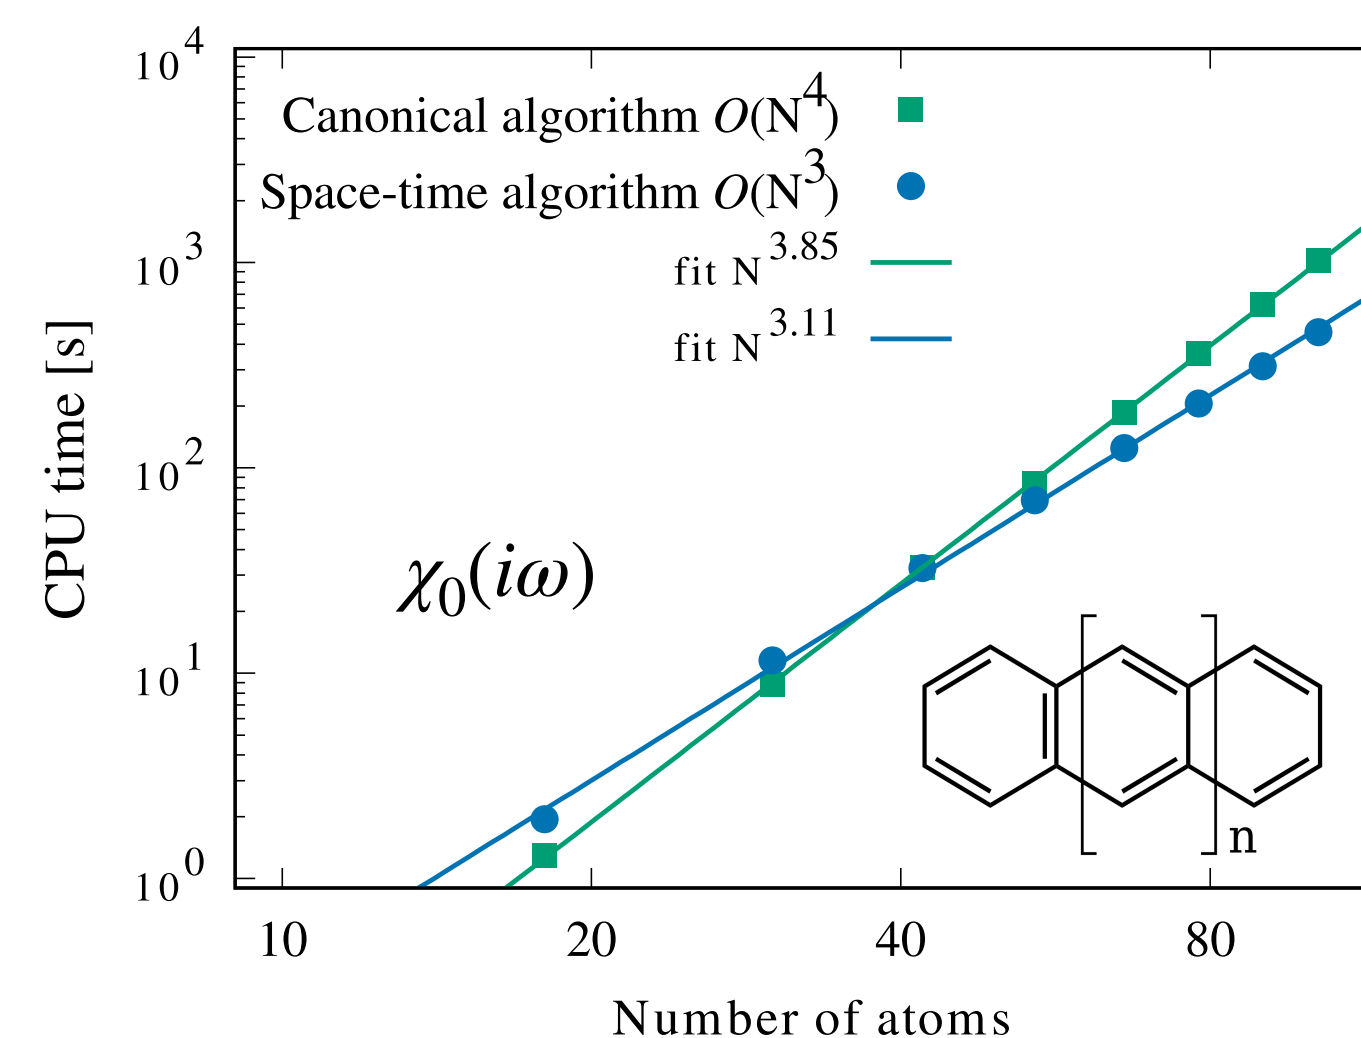 10^4
Canonical algorithm O(N^4)
Space-time algorithm O(N^3)
10^3
fit N^3.85
fit N^3.11
CPU time [s]
10^2
χ₀(iω)
10^1
n
10^0
10 20 40 80
Number of atoms